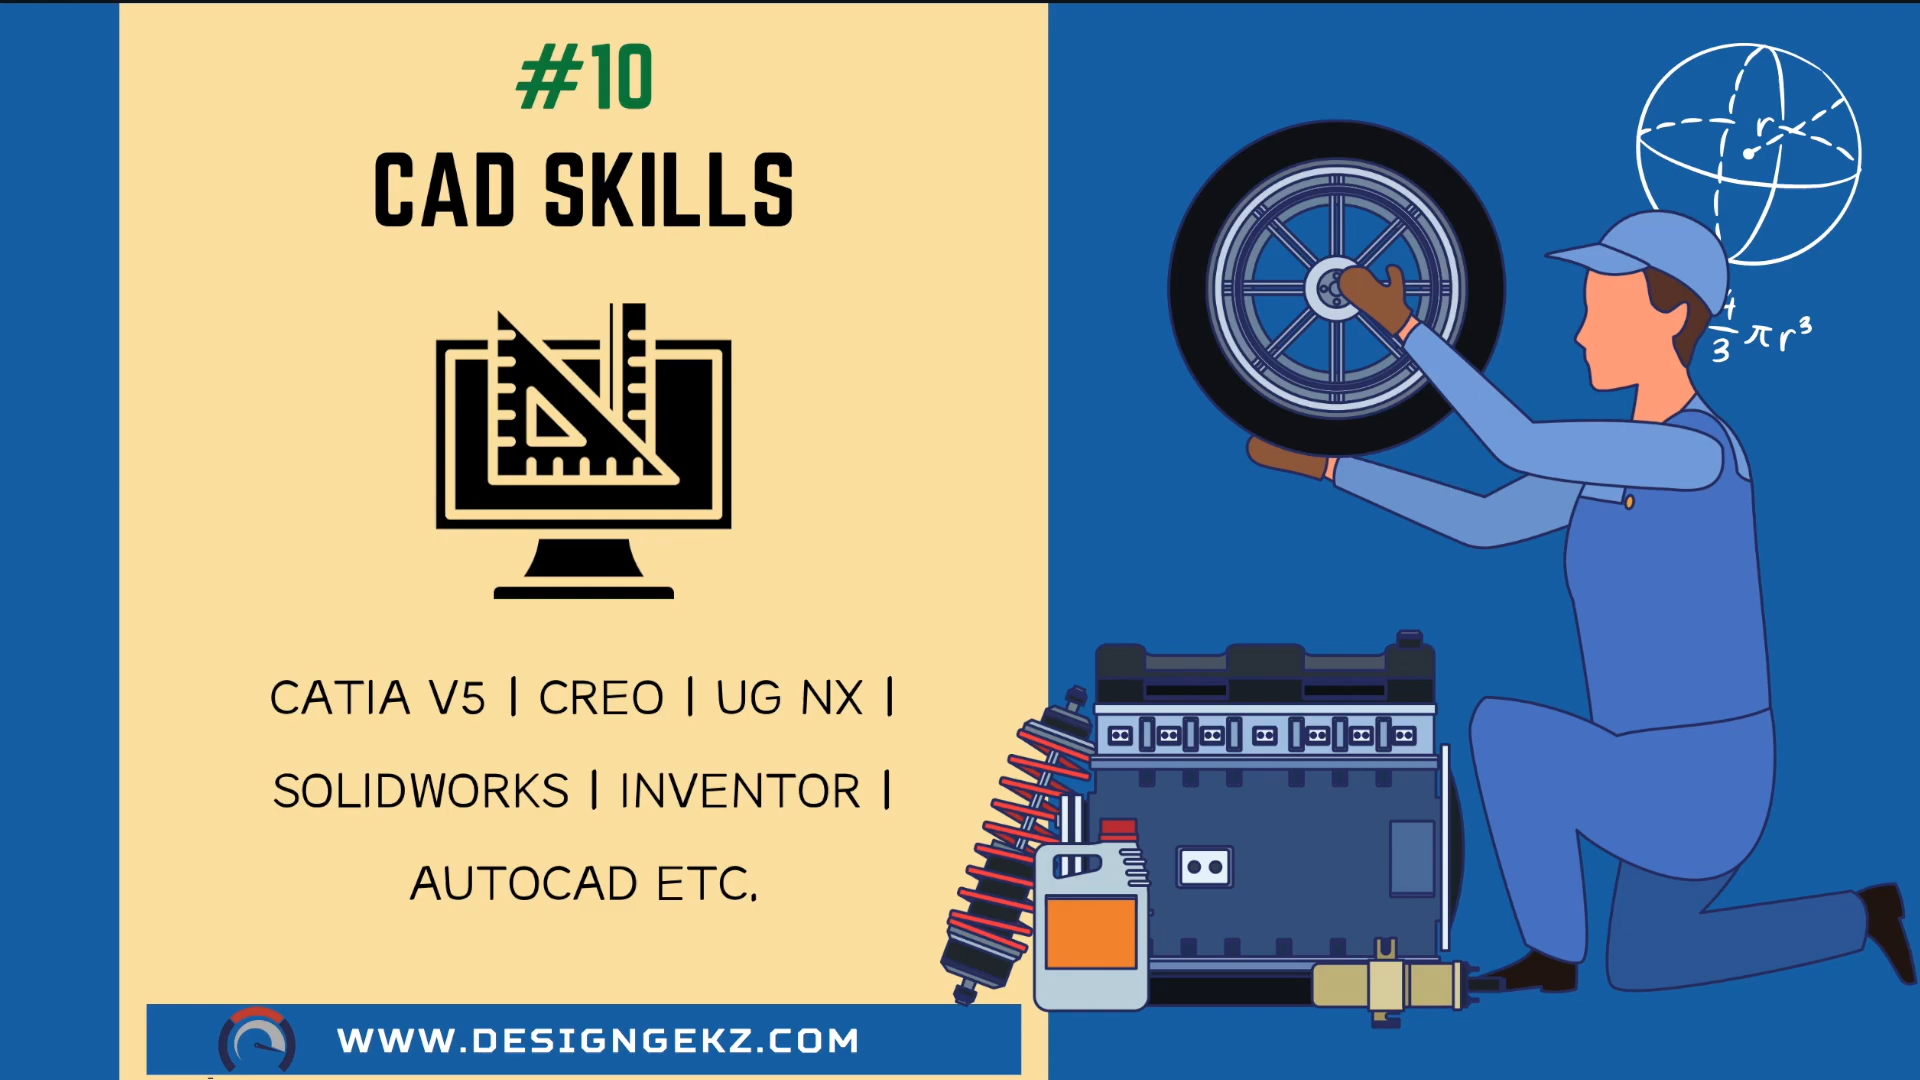 #10
CAD SKILLS
CATIA V5 | CREO | UG NX |
SOLIDWORKS | INVENTOR |
AUTOCAD ETC.
WWW.DESIGNGEKZ.COM
r
4/3 πr³